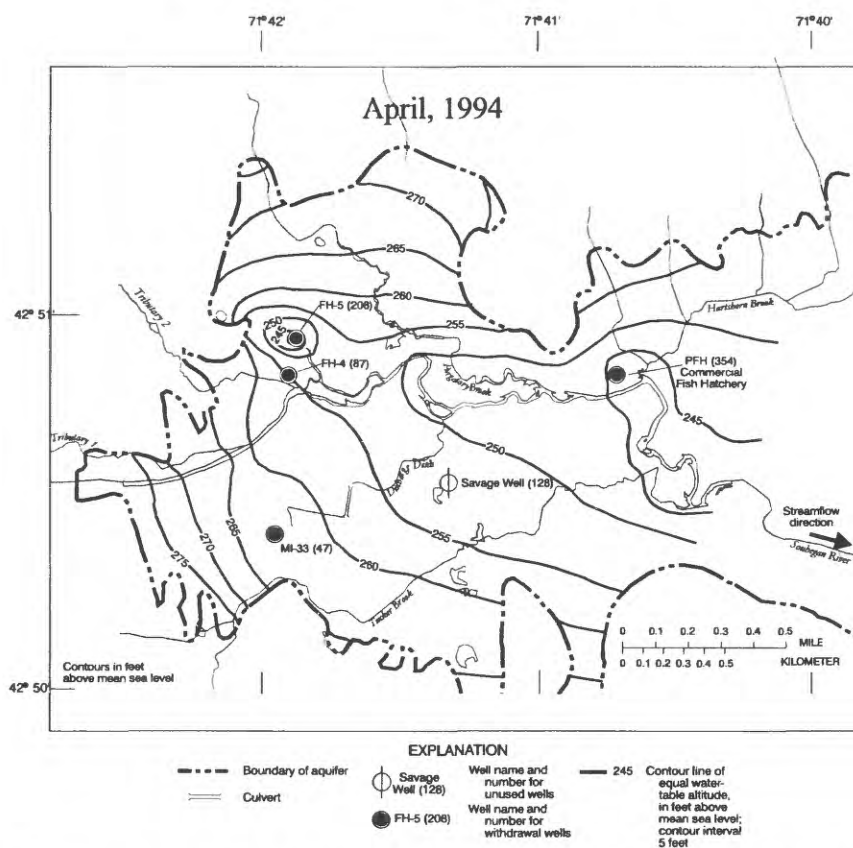 71°42'
71°41'
71°40'
April, 1994
270
265
260
42° 51'
Tributary 2
250
245
FH-5 (208)
255
Hartshorn Brook
FH-4 (87)
Purgatory Brook
PFH (354)
Commercial
Fish Hatchery
245
Tributary 1
250
Savage Well (128)
Streamflow
direction
Souhegan River
275
270
265
MI-33 (47)
255
260
Tucker Brook
0 0.1 0.2 0.3 0.4 0.5
MILE
0 0.1 0.2 0.3 0.4 0.5
KILOMETER
Contours in feet
above mean sea level
42° 50'
EXPLANATION
Boundary of aquifer
Culvert
Savage
Well (128)
Well name and
number for
unused wells
FH-5 (208)
Well name and
number for
withdrawal wells
245 Contour line of
equal water-
table altitude,
in feet above
mean sea level;
contour interval
5 feet